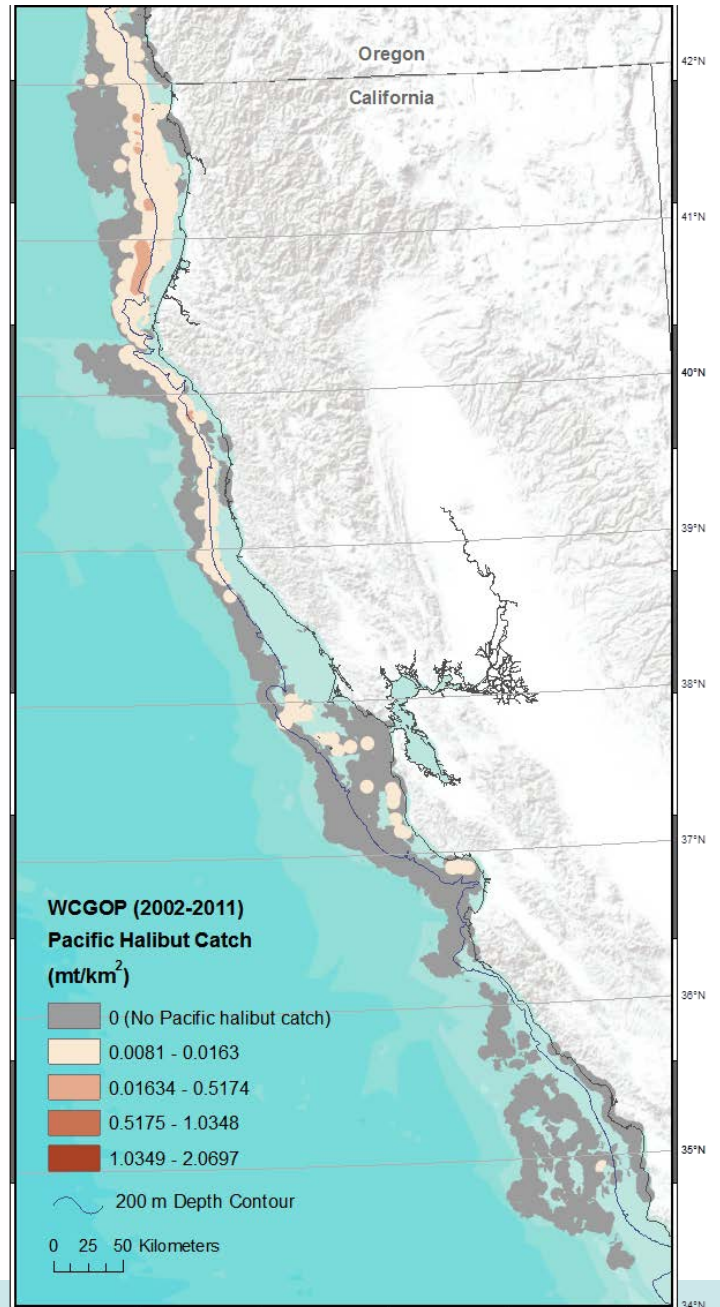 Oregon
42°N
California
41°N
40°N
39°N
38°N
37°N
WCGOP (2002-2011)
Pacific Halibut Catch
(mt/km²)
36°N
0 (No Pacific halibut catch)
0.0081 - 0.0163
0.01634 - 0.5174
0.5175 - 1.0348
1.0349 - 2.0697
35°N
200 m Depth Contour
0 25 50 Kilometers
34°N